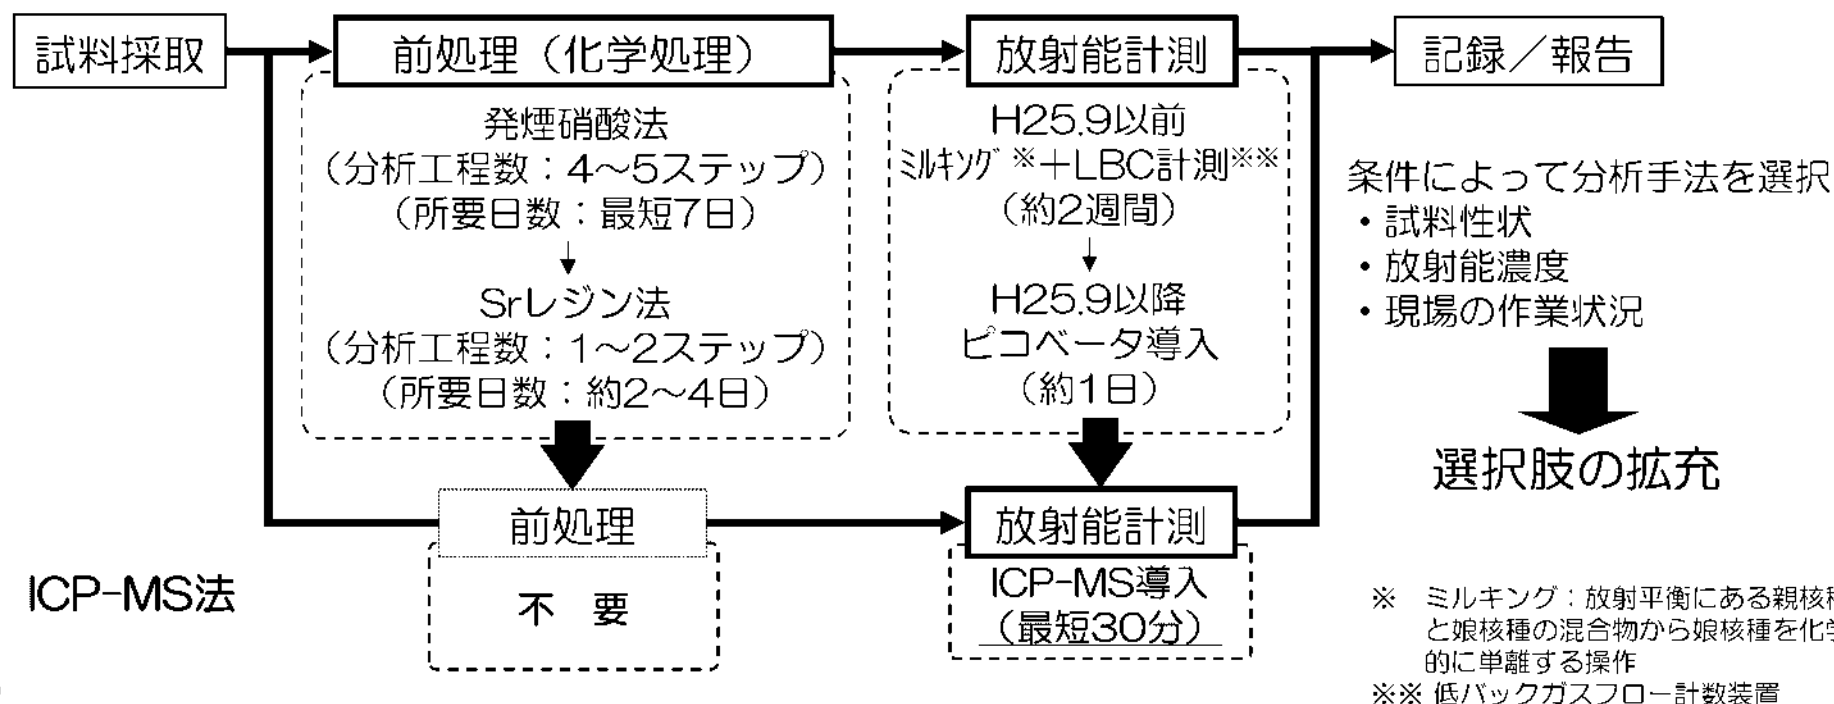 試料採取
前処理（化学処理）
放射能計測
記録／報告
発煙硝酸法
（分析工程数：4～5ステップ）
（所要日数：最短7日）
↓
Srレジン法
（分析工程数：1～2ステップ）
（所要日数：約2～4日）
H25.9以前
ﾐﾙｷﾝｸﾞ※＋LBC計測※※
（約2週間）
↓
H25.9以降
ピコベータ導入
（約1日）
条件によって分析手法を選択
・試料性状
・放射能濃度
・現場の作業状況
選択肢の拡充
ICP-MS法
前処理
不　要
放射能計測
ICP-MS導入
（最短30分）
※　ミルキング：放射平衡にある親核種
と娘核種の混合物から娘核種を化学
的に単離する操作
※※ 低バックガスフロー計数装置